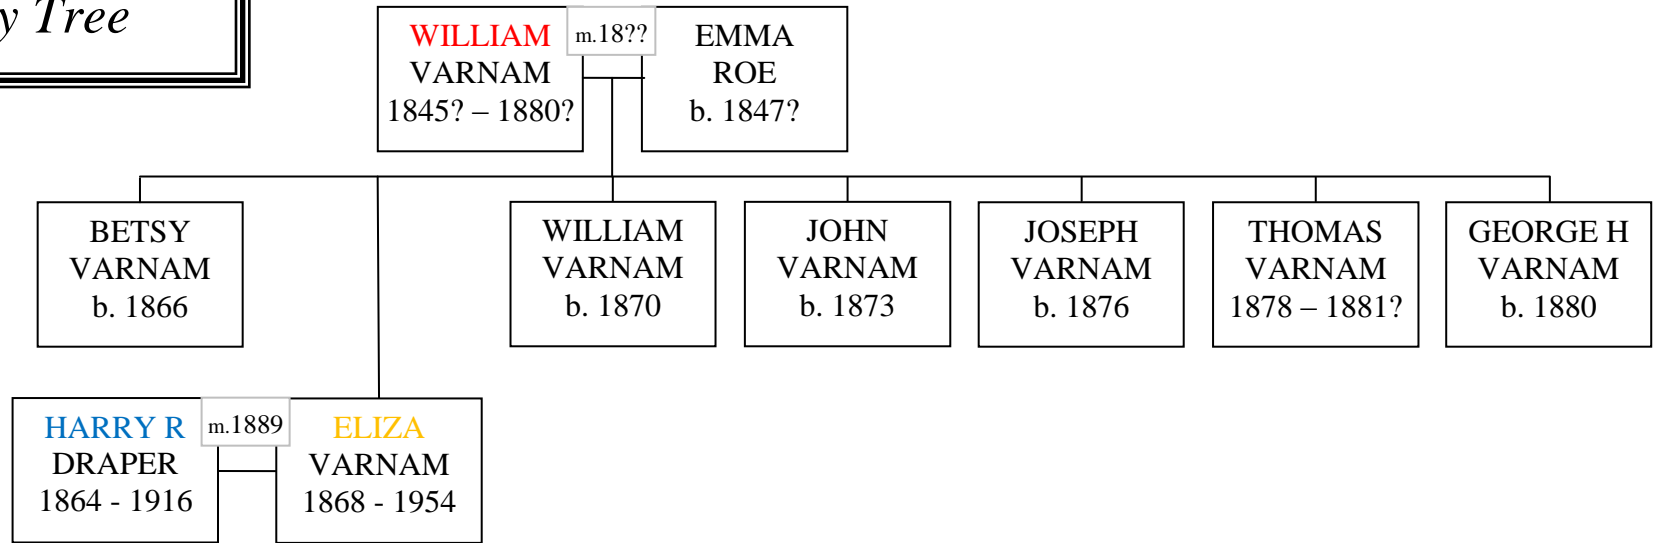 y Tree
WILLIAM
VARNAM
1845? – 1880?
m.18??
EMMA
ROE
b. 1847?
BETSY
VARNAM
b. 1866
WILLIAM
VARNAM
b. 1870
JOHN
VARNAM
b. 1873
JOSEPH
VARNAM
b. 1876
THOMAS
VARNAM
1878 – 1881?
GEORGE H
VARNAM
b. 1880
HARRY R
DRAPER
1864 - 1916
m.1889
ELIZA
VARNAM
1868 - 1954